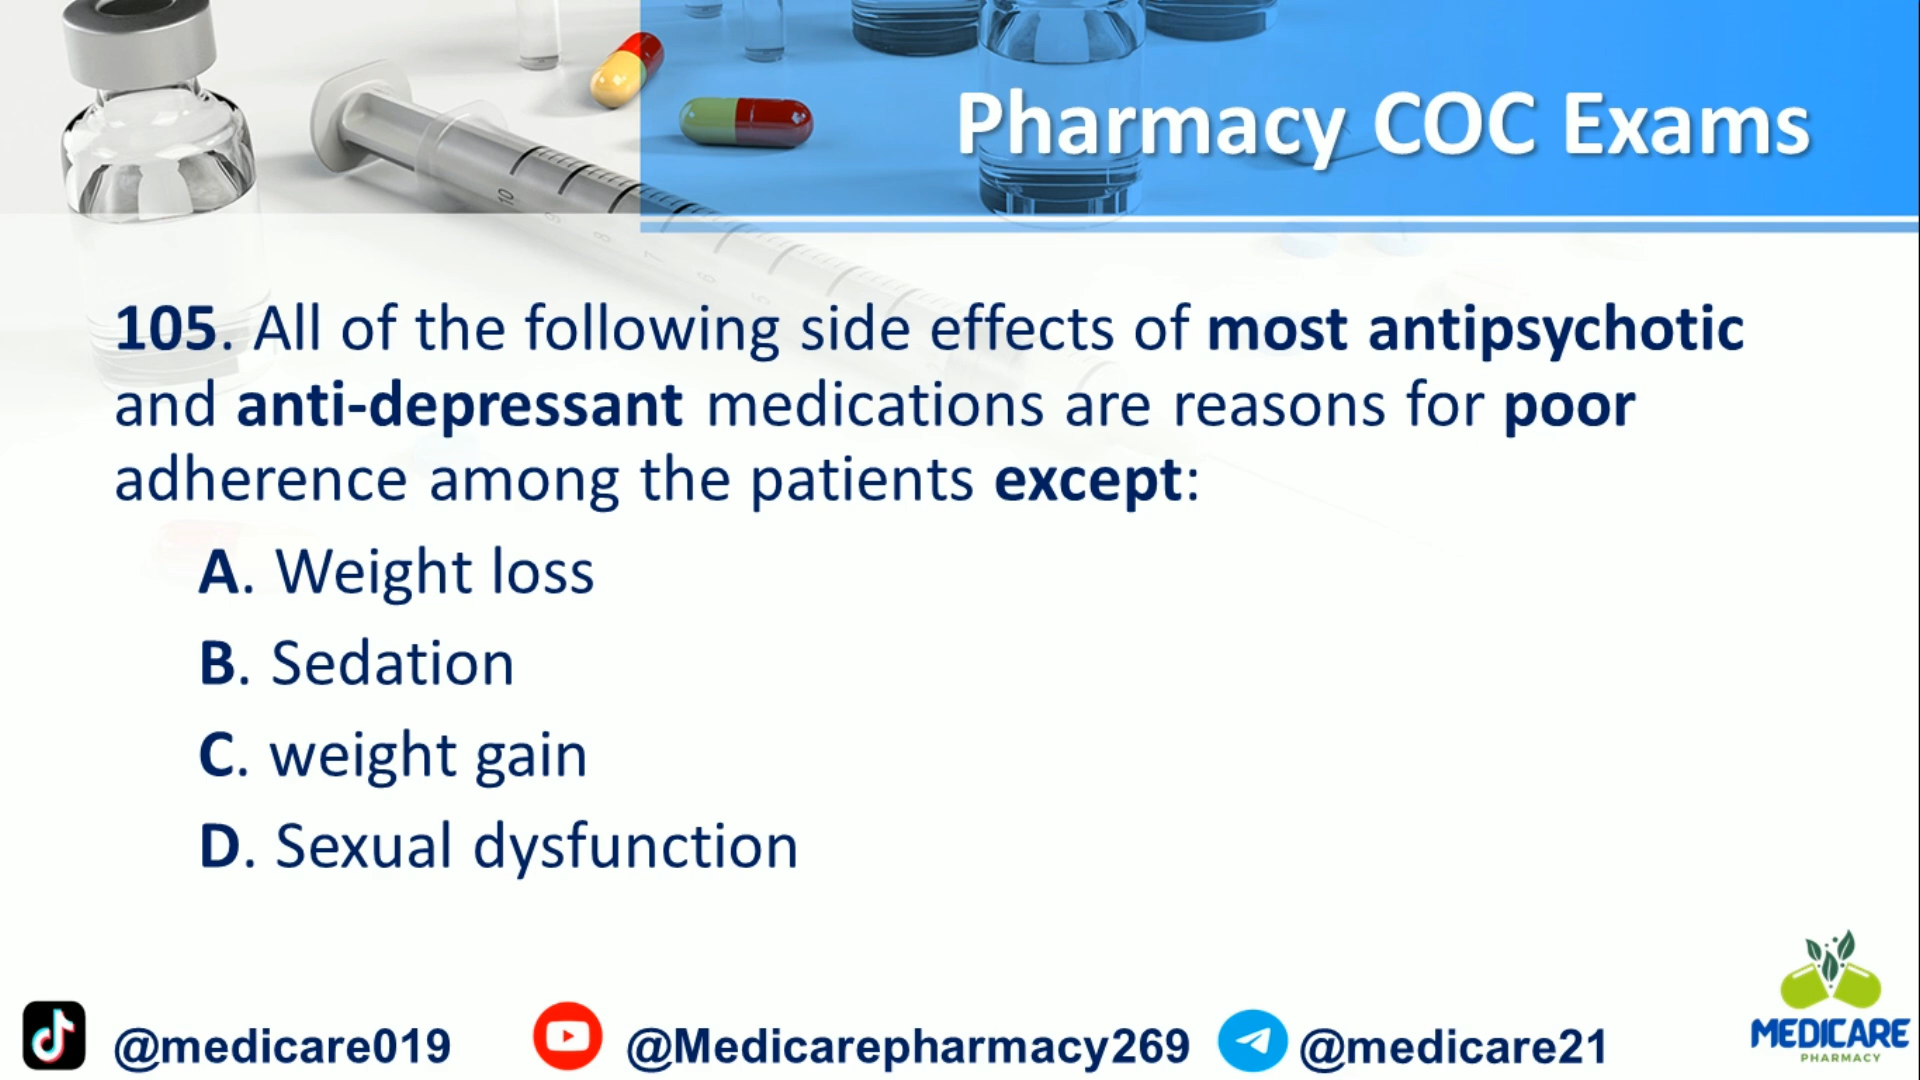 Pharmacy COC Exams
105. All of the following side effects of most antipsychotic
and anti-depressant medications are reasons for poor
adherence among the patients except:
A. Weight loss
B. Sedation
C. weight gain
D. Sexual dysfunction
@medicare019 @Medicarepharmacy269 @medicare21
MEDICARE
PHARMACY